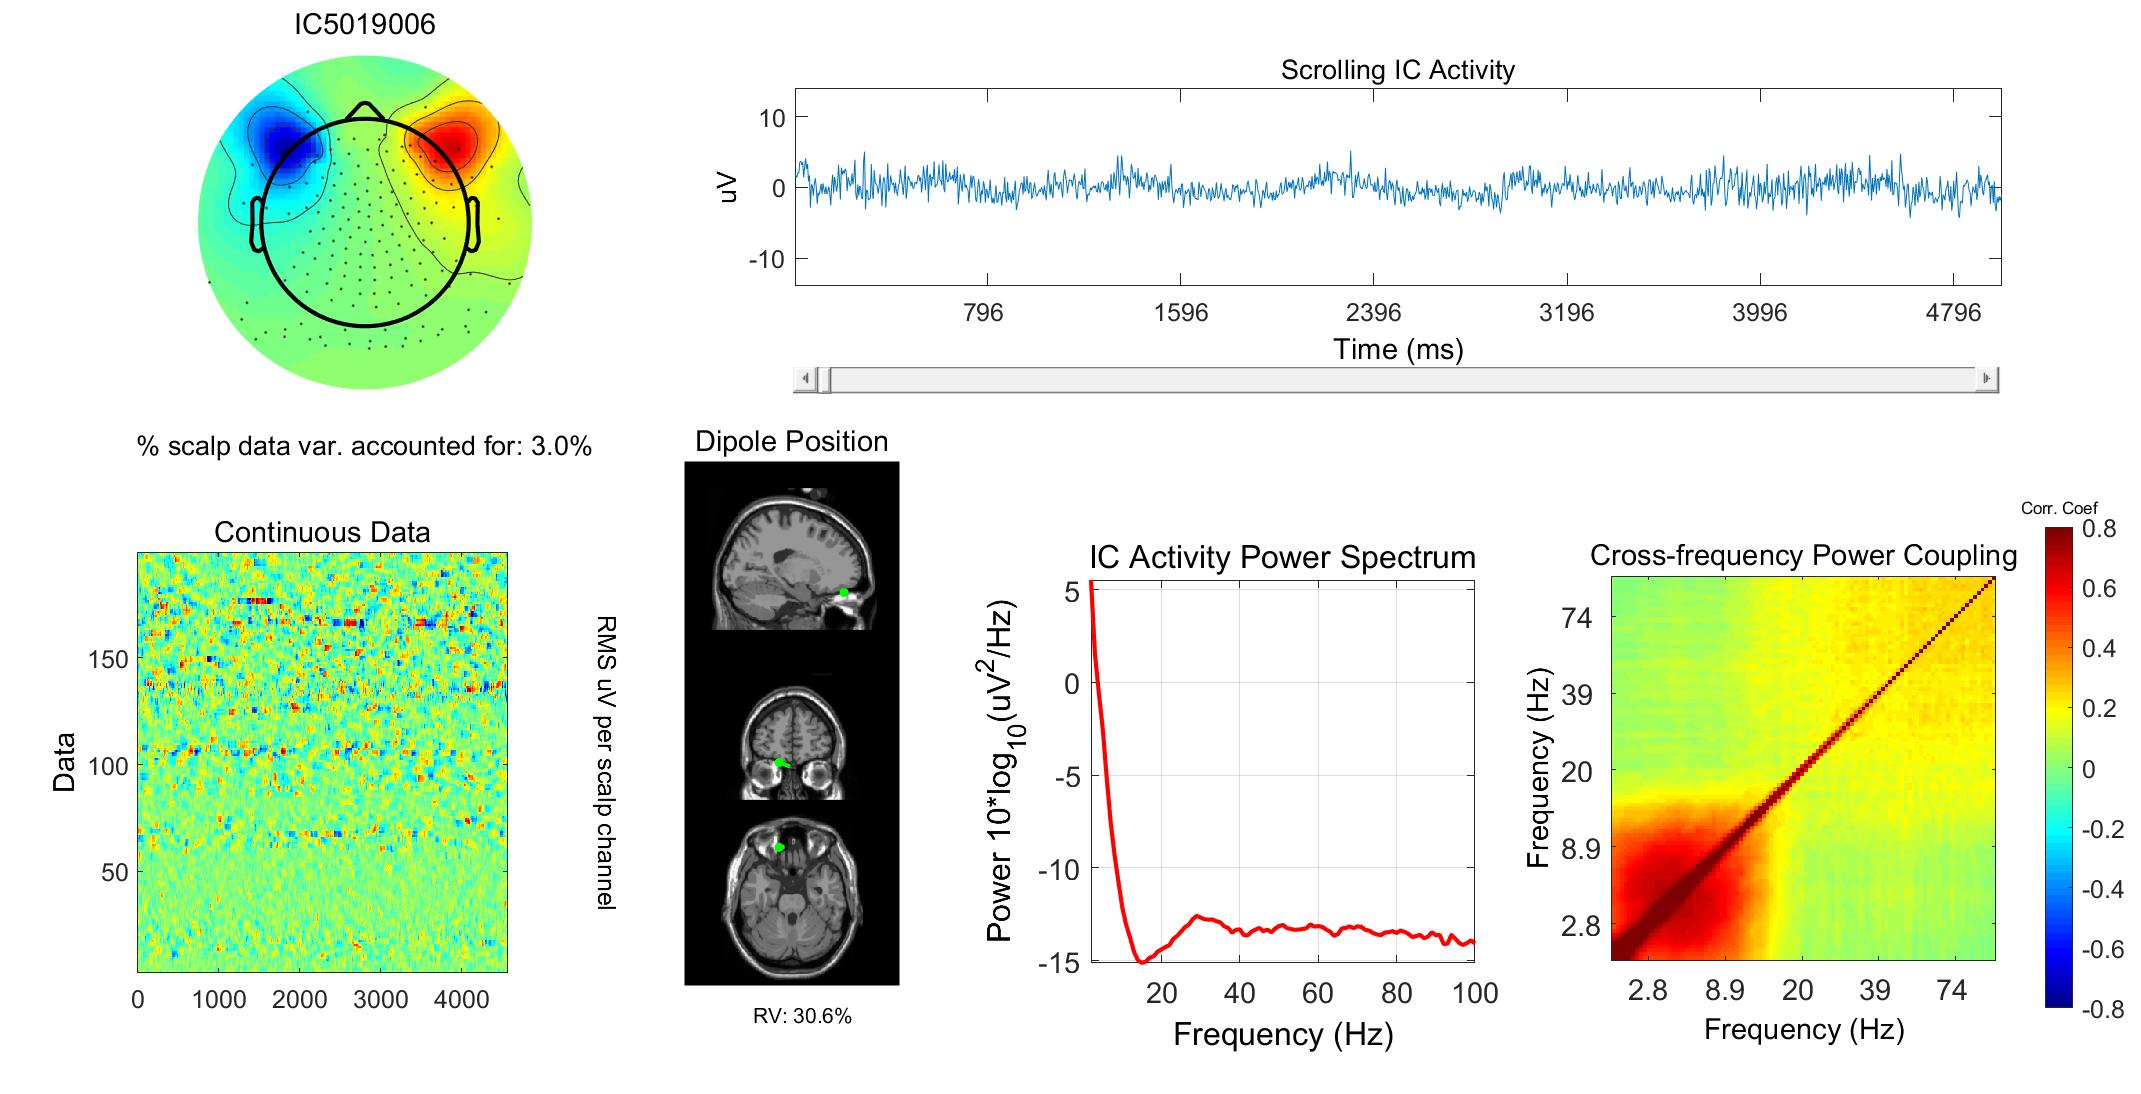 IC5019006
Scrolling IC Activity
uV
10
0
-10
796 1596 2396 3196 3996 4796
Time (ms)
% scalp data var. accounted for: 3.0%
Continuous Data
Data
150
100
50
0 1000 2000 3000 4000
RMS uV per scalp channel
Dipole Position
RV: 30.6%
IC Activity Power Spectrum
Power 10*log10(uV2/Hz)
5
0
-5
-10
-15
20 40 60 80 100
Frequency (Hz)
Cross-frequency Power Coupling
Frequency (Hz)
74
39
20
8.9
2.8
2.8 8.9 20 39 74
Frequency (Hz)
Corr. Coef
0.8
0.6
0.4
0.2
0
-0.2
-0.4
-0.6
-0.8